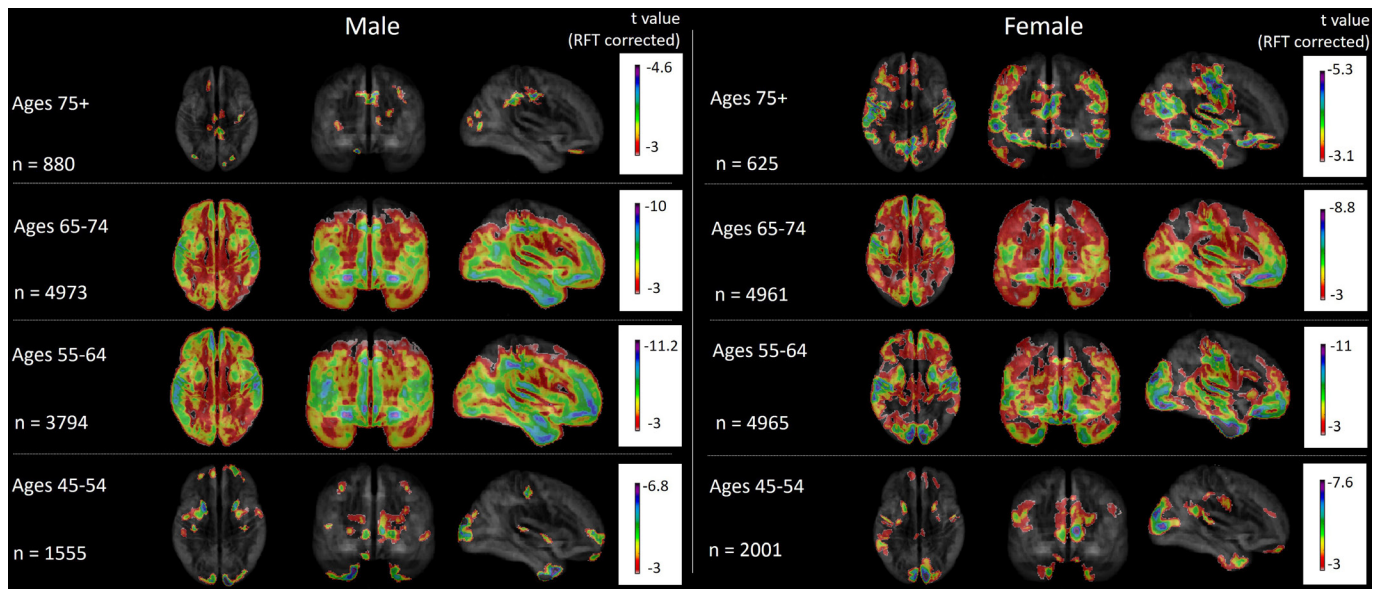 Male
t value
(RFT corrected)
Ages 75+
n = 880
-4.6
-3
Ages 65-74
n = 4973
-10
-3
Ages 55-64
n = 3794
-11.2
-3
Ages 45-54
n = 1555
-6.8
-3
Female
t value
(RFT corrected)
Ages 75+
n = 625
-5.3
-3.1
Ages 65-74
n = 4961
-8.8
-3
Ages 55-64
n = 4965
-11
-3
Ages 45-54
n = 2001
-7.6
-3